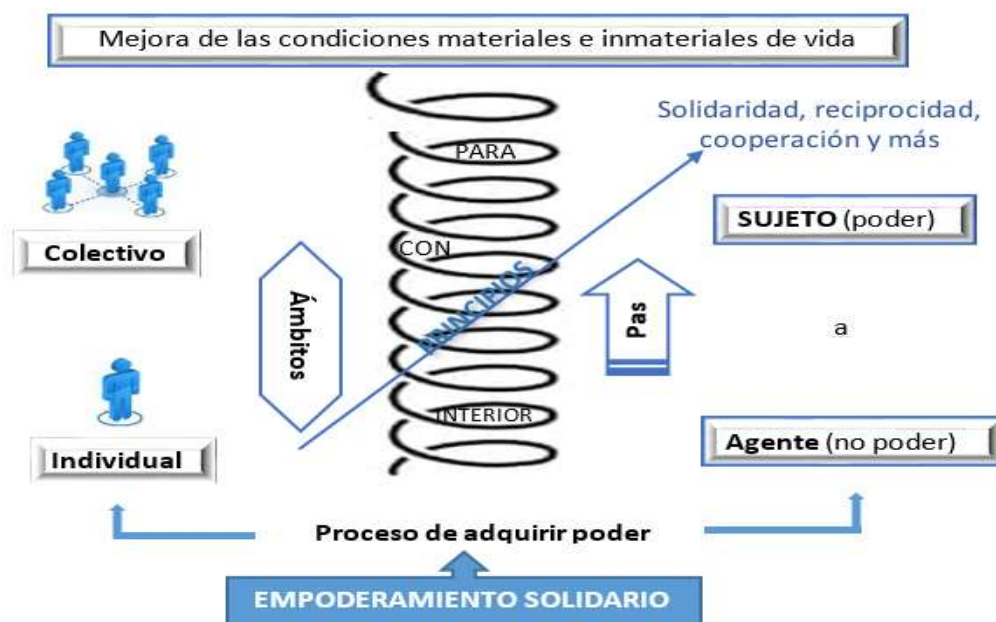 Mejora de las condiciones materiales e inmateriales de vida
Solidaridad, reciprocidad,
cooperación y más
PARA
SUJETO (poder)
Colectivo
CON
PRINCIPIOS
Ámbitos
Pas
a
INTERIOR
Individual
Agente (no poder)
Proceso de adquirir poder
EMPODERAMIENTO SOLIDARIO